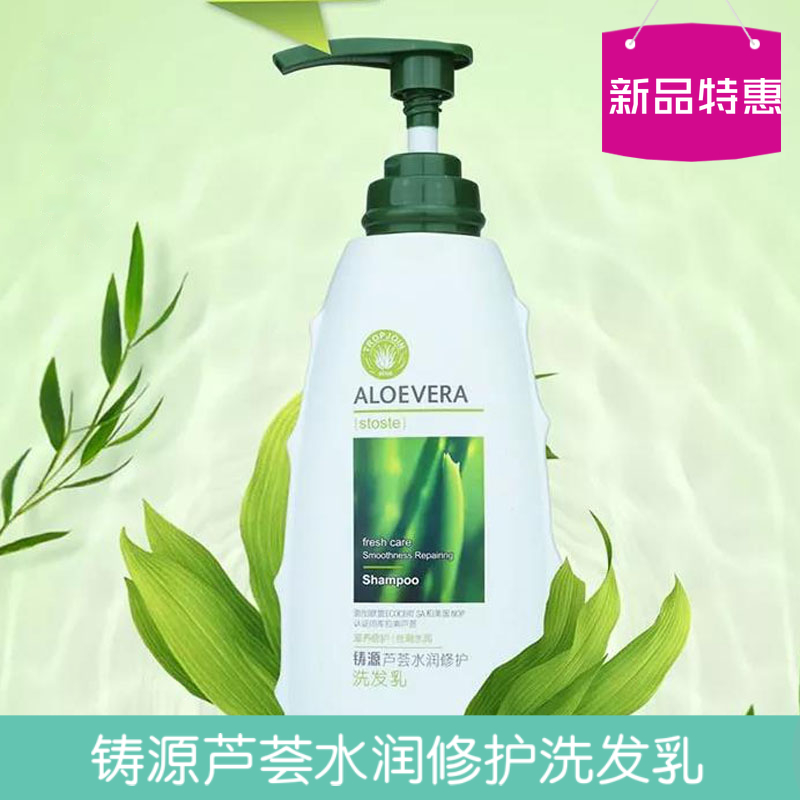 新品特惠
TROPJOIN
ALOEVERA
{stoste}
fresh care
Smoothness Repairing
Shampoo
铸源芦荟水润修护
洗发乳
铸源芦荟水润修护洗发乳